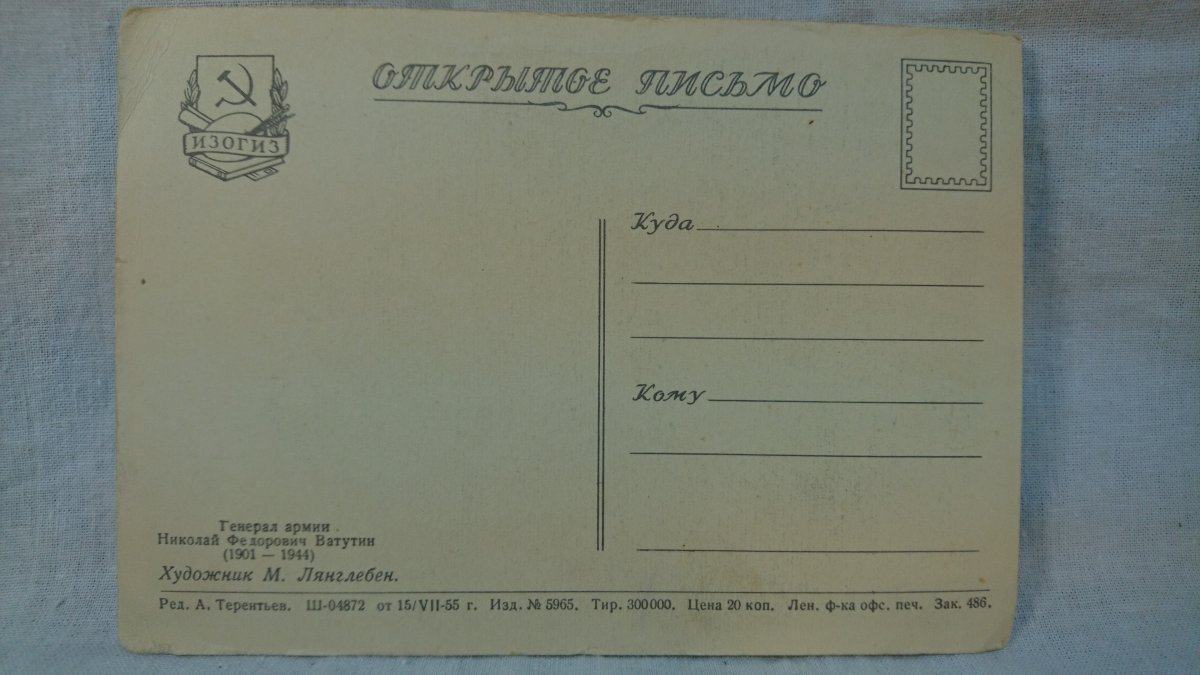 ИЗОГИЗ
ОТКРЫТОЕ ПИСЬМО
Куда
Кому
Генерал армии
Николай Федорович Ватутин
(1901 — 1944)
Художник М. Лянглебен.
Ред. А. Терентьев. Ш-04872 от 15/VII-55 г. Изд. № 5965. Тир. 300000. Цена 20 коп. Лен. ф-ка офс. печ. Зак. 486.